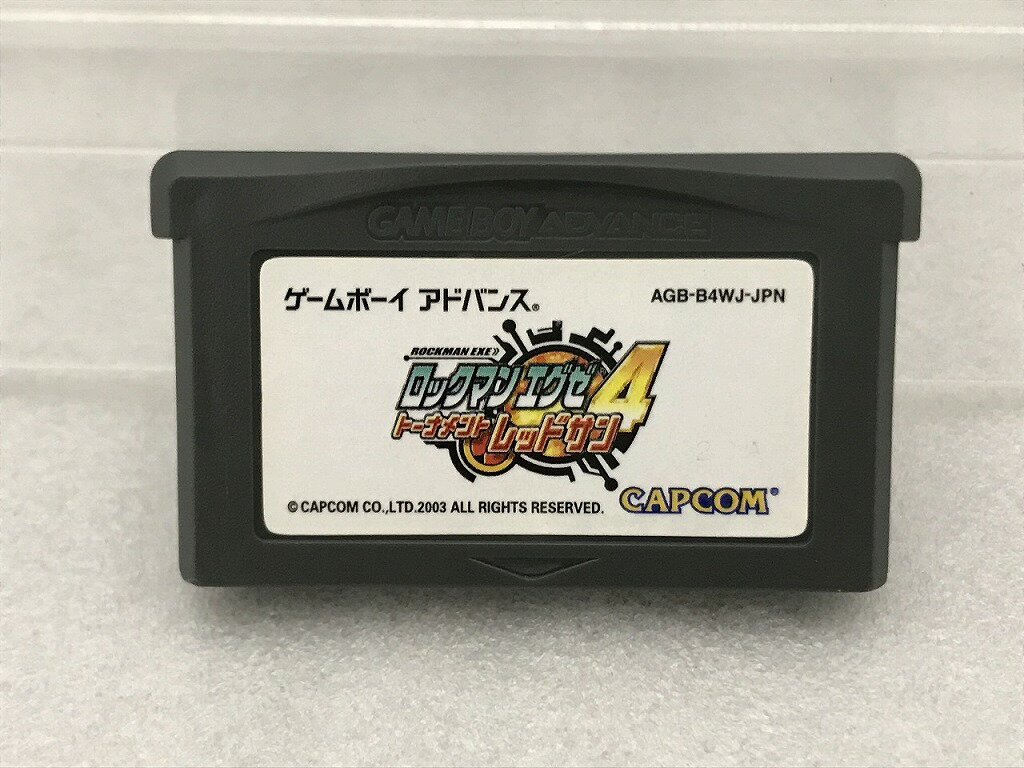 GAME BOY ADVANCE
ゲームボーイ アドバンス®
AGB-B4WJ-JPN
ROCKMAN EXE
ロックマン エグゼ 4
トーナメント レッドサン
© CAPCOM CO.,LTD.2003 ALL RIGHTS RESERVED.
CAPCOM®